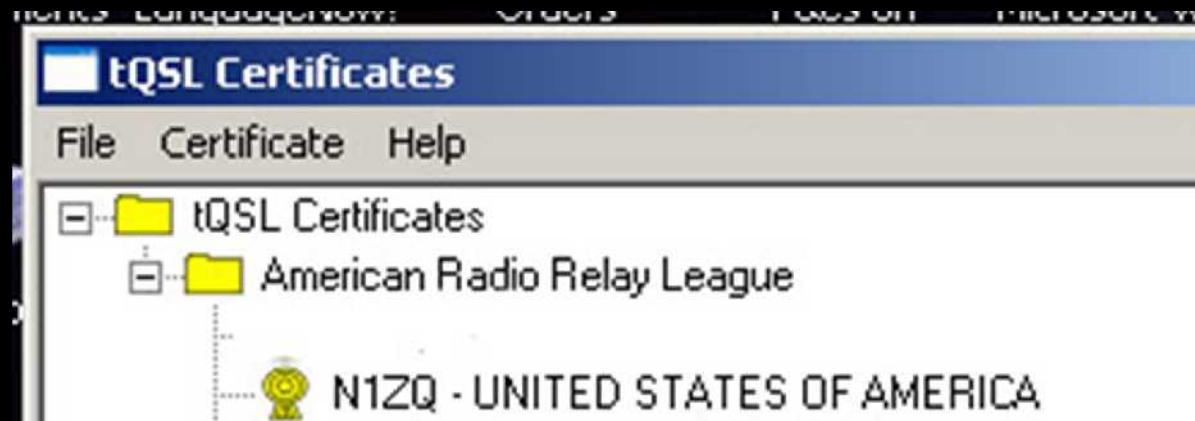 tQSL Certificates
File Certificate Help
tQSL Certificates
American Radio Relay League
N1ZQ - UNITED STATES OF AMERICA